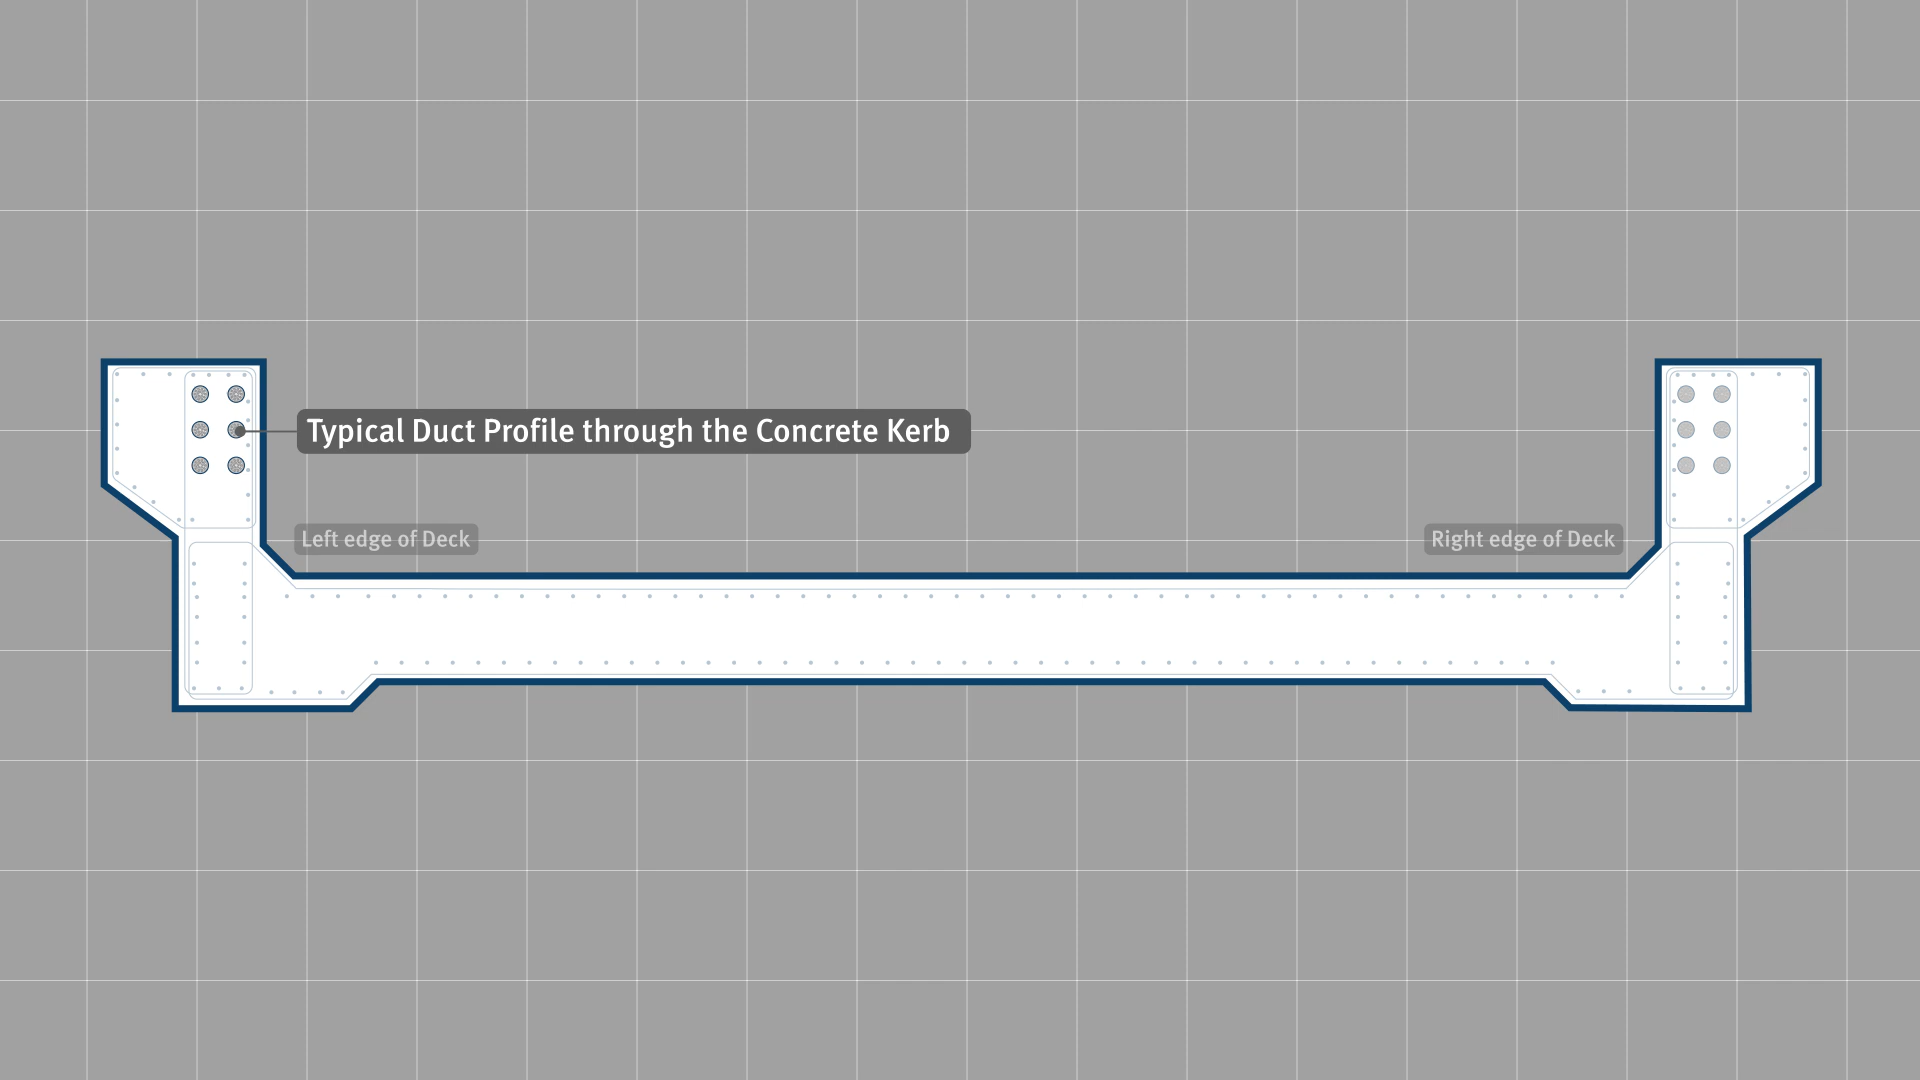 Typical Duct Profile through the Concrete Kerb
Left edge of Deck
Right edge of Deck